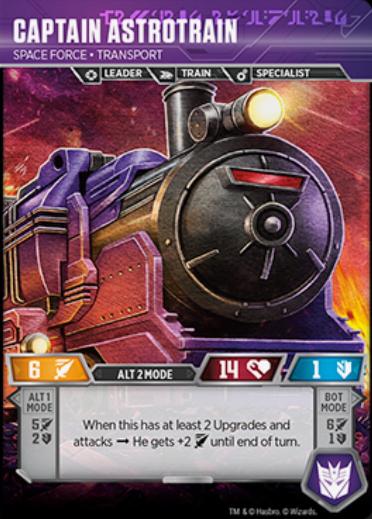 CAPTAIN ASTROTRAIN
SPACE FORCE • TRANSPORT
LEADER TRAIN SPECIALIST
6 ALT 2 MODE 14 1
ALT 1 MODE
5
2
When this has at least 2 Upgrades and
attacks → He gets +2 until end of turn.
BOT MODE
6
1
TM & © Hasbro. © Wizards.